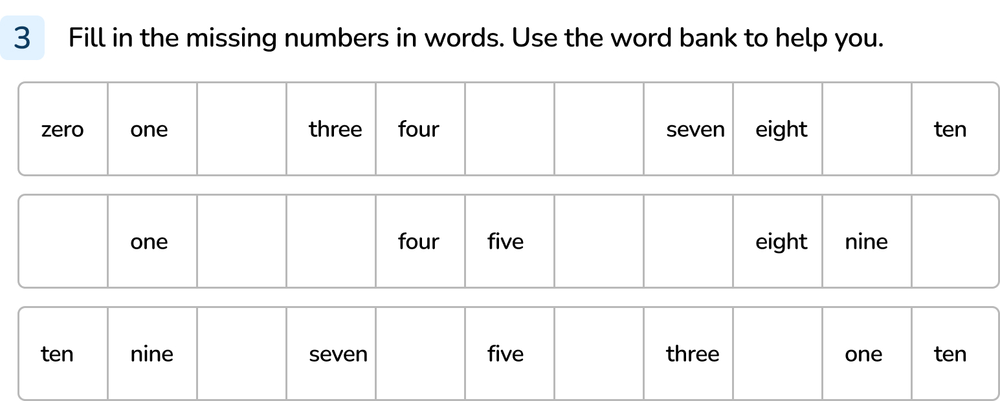 3 Fill in the missing numbers in words. Use the word bank to help you.
zero one three four seven eight ten
one four five eight nine
ten nine seven five three one ten